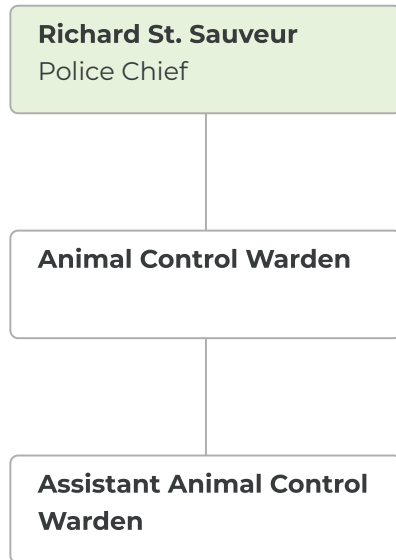 Richard St. Sauveur
Police Chief
Animal Control Warden
Assistant Animal Control
Warden